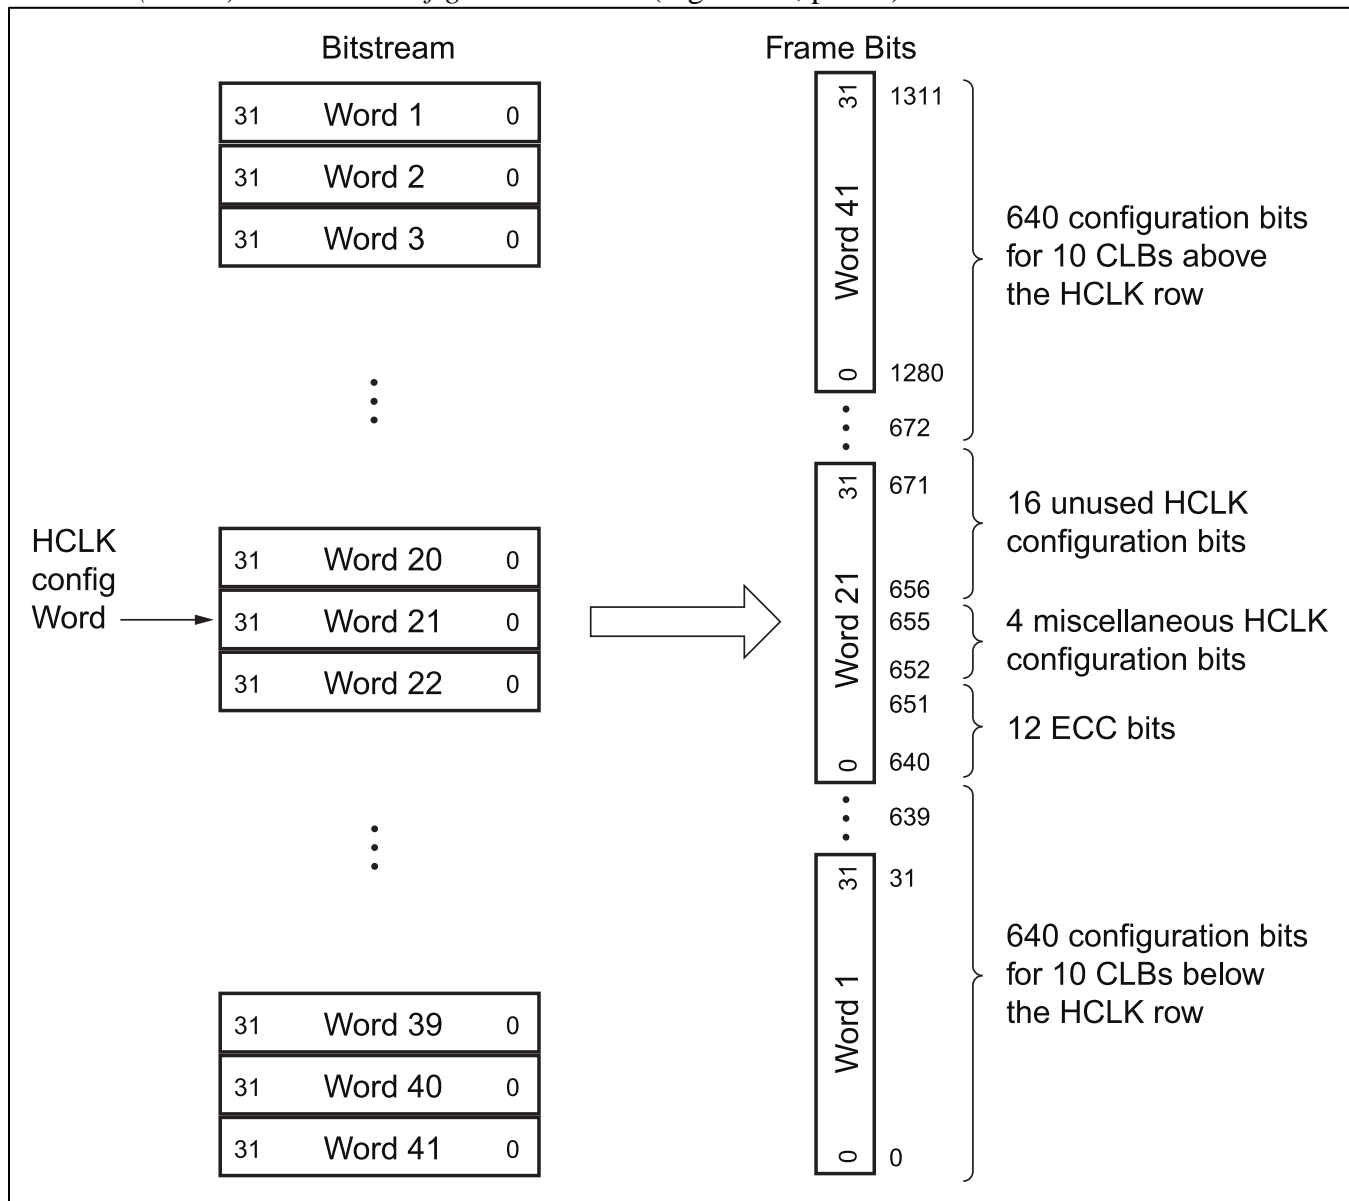 Bitstream
31 Word 1 0
31 Word 2 0
31 Word 3 0
HCLK
config
Word
31 Word 20 0
31 Word 21 0
31 Word 22 0
31 Word 39 0
31 Word 40 0
31 Word 41 0
Frame Bits
31 1311
Word 41
0 1280
672
640 configuration bits
for 10 CLBs above
the HCLK row
31 671
Word 21
656
655
652
651
0 640
16 unused HCLK
configuration bits
4 miscellaneous HCLK
configuration bits
12 ECC bits
639
31 31
Word 1
0 0
640 configuration bits
for 10 CLBs below
the HCLK row